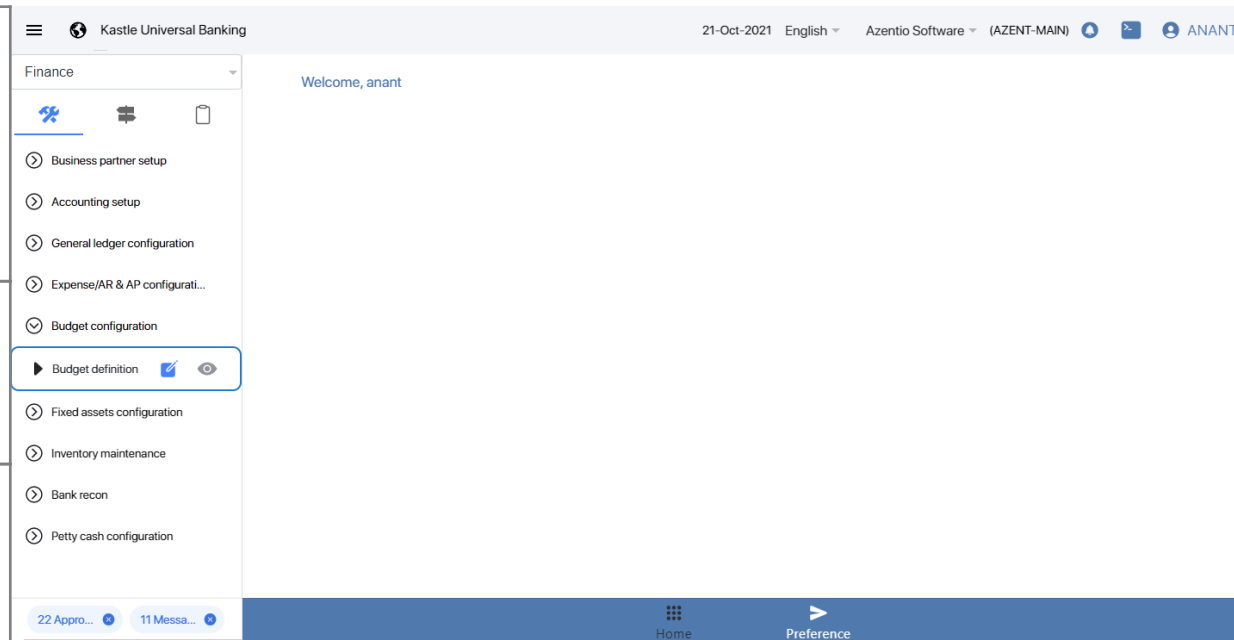 Kastle Universal Banking
21-Oct-2021 English Azentio Software (AZENT-MAIN) ANANT
Finance
Welcome, anant
Business partner setup
Accounting setup
General ledger configuration
Expense/AR & AP configurati...
Budget configuration
Budget definition
Fixed assets configuration
Inventory maintenance
Bank recon
Petty cash configuration
22 Appro... 11 Messa...
Home Preference